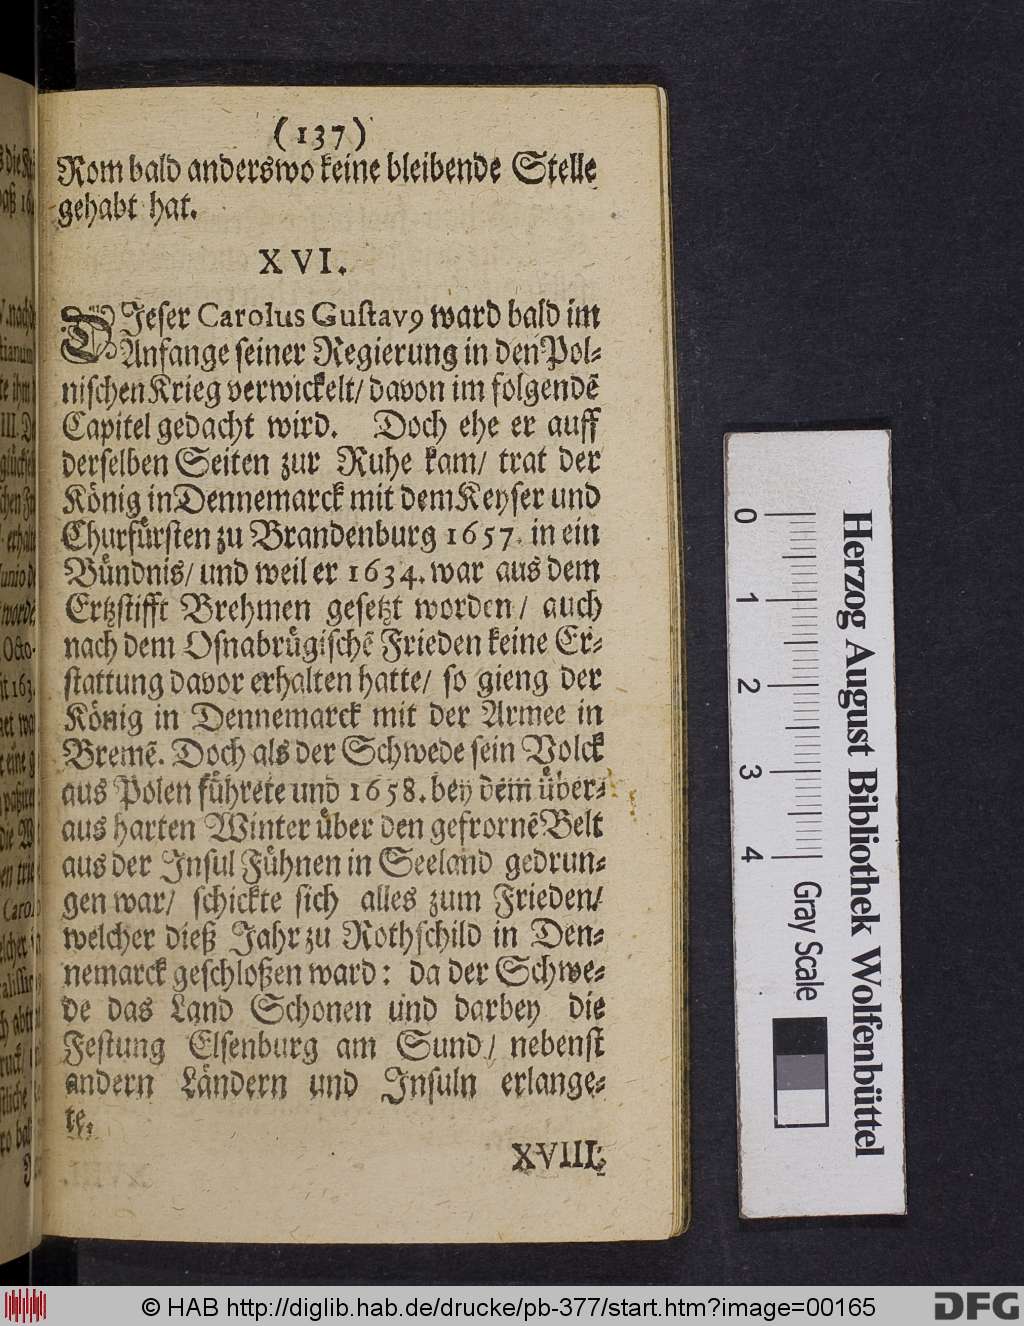 (137)
Rom bald anderswo keine bleibende Stelle
gehabt hat.
XVI.
DJeser Carolus Gustavꝰ ward bald im
Anfange seiner Regierung in den Pol⸗
nischen Krieg verwickelt/ davon im folgendē
Capitel gedacht wird. Doch ehe er auff
derselben Seiten zur Ruhe kam/ trat der
König in Dennemarck mit dem Keyser und
Churfürsten zu Brandenburg 1657. in ein
Bündnis/ und weil er 1634. war aus dem
Ertzstifft Brehmen gesetzt worden/ auch
nach dem Osnabrügischē Frieden keine Er⸗
stattung davor erhalten hatte/ so gieng der
König in Dennemarck mit der Armee in
Bremē. Doch als der Schwede sein Volck
aus Polen führete und 1658. bey dem über⸗
aus harten Winter über den gefrornē Belt
aus der Insul Fühnen in Seeland gedrun⸗
gen war/ schickte sich alles zum Frieden/
welcher dieß Jahr zu Rothschild in Den⸗
nemarck geschloßen ward: da der Schwe⸗
de das Land Schonen und darbey die
Festung Elsenburg am Sund/ nebenst
andern Ländern und Insuln erlange⸗
te.
XVIII.
0 1 2 3 4 Gray Scale
Herzog August Bibliothek Wolfenbüttel
© HAB http://diglib.hab.de/drucke/pb-377/start.htm?image=00165
DFG